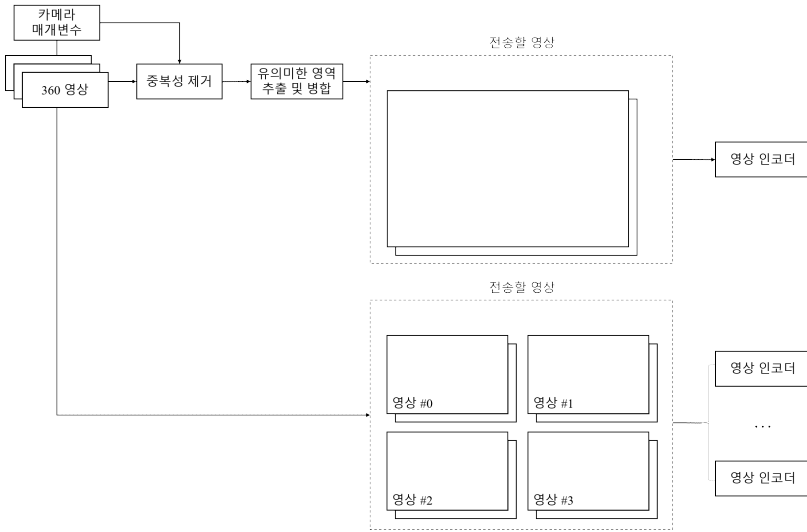 카메라
매개변수
360 영상
중복성 제거
유의미한 영역
추출 및 병합
전송할 영상
영상 인코더
전송할 영상
영상 #0
영상 #1
영상 #2
영상 #3
영상 인코더
...
영상 인코더